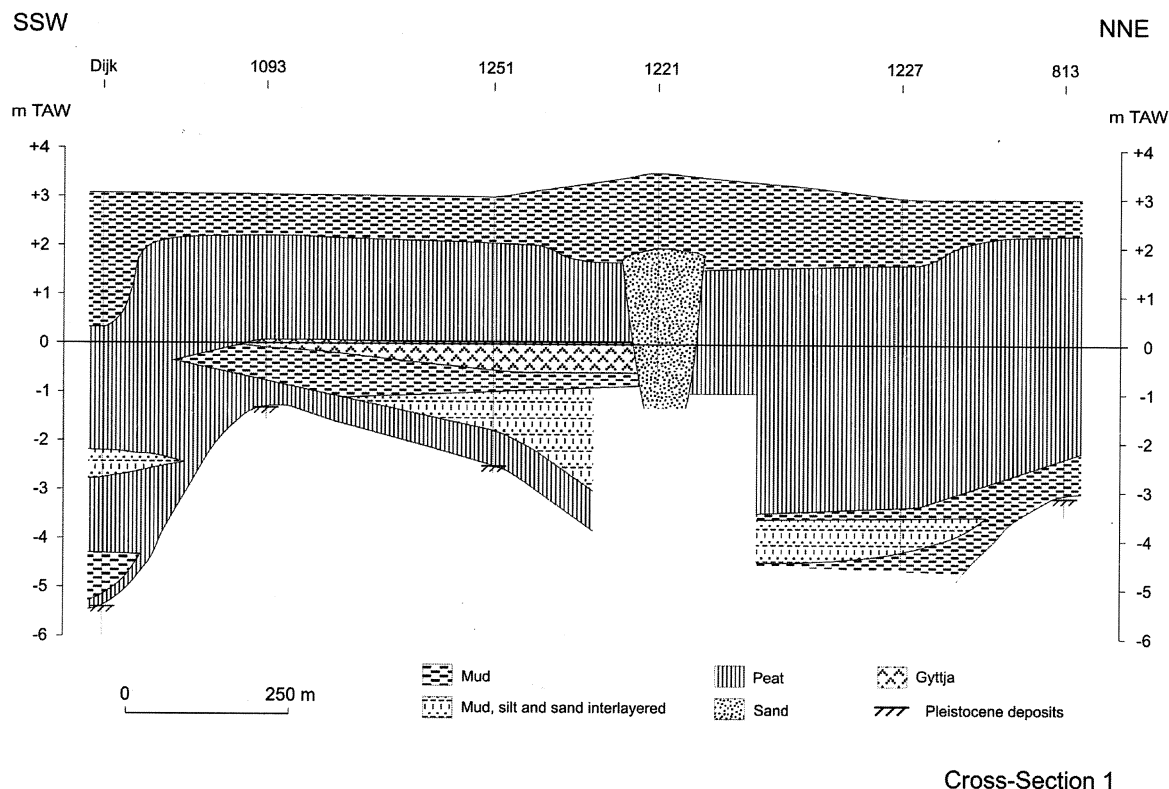 SSW
NNE
Dijk 1093 1251 1221 1227 813
m TAW
m TAW
+4
+3
+2
+1
0
-1
-2
-3
-4
-5
-6
+4
+3
+2
+1
0
-1
-2
-3
-4
-5
-6
0 250 m
Mud
Mud, silt and sand interlayered
Peat
Sand
Gyttja
Pleistocene deposits
Cross-Section 1